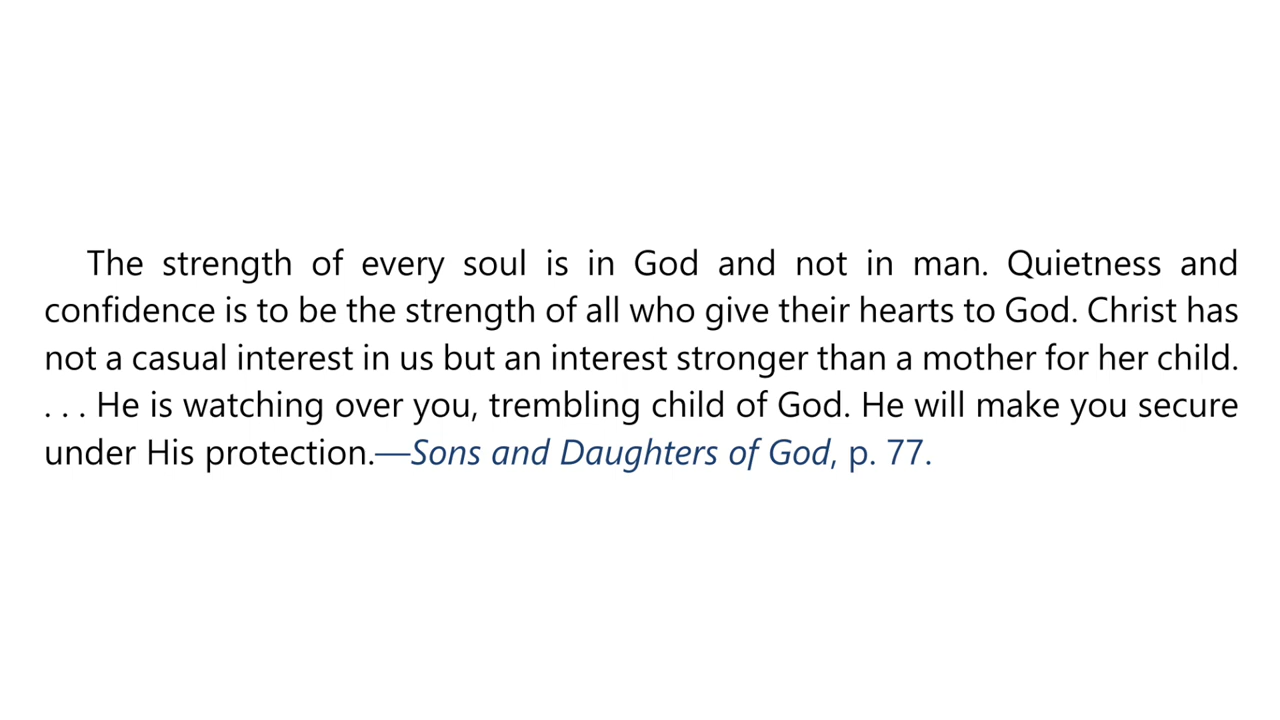 The strength of every soul is in God and not in man. Quietness and
confidence is to be the strength of all who give their hearts to God. Christ has
not a casual interest in us but an interest stronger than a mother for her child.
. . . He is watching over you, trembling child of God. He will make you secure
under His protection.—Sons and Daughters of God, p. 77.